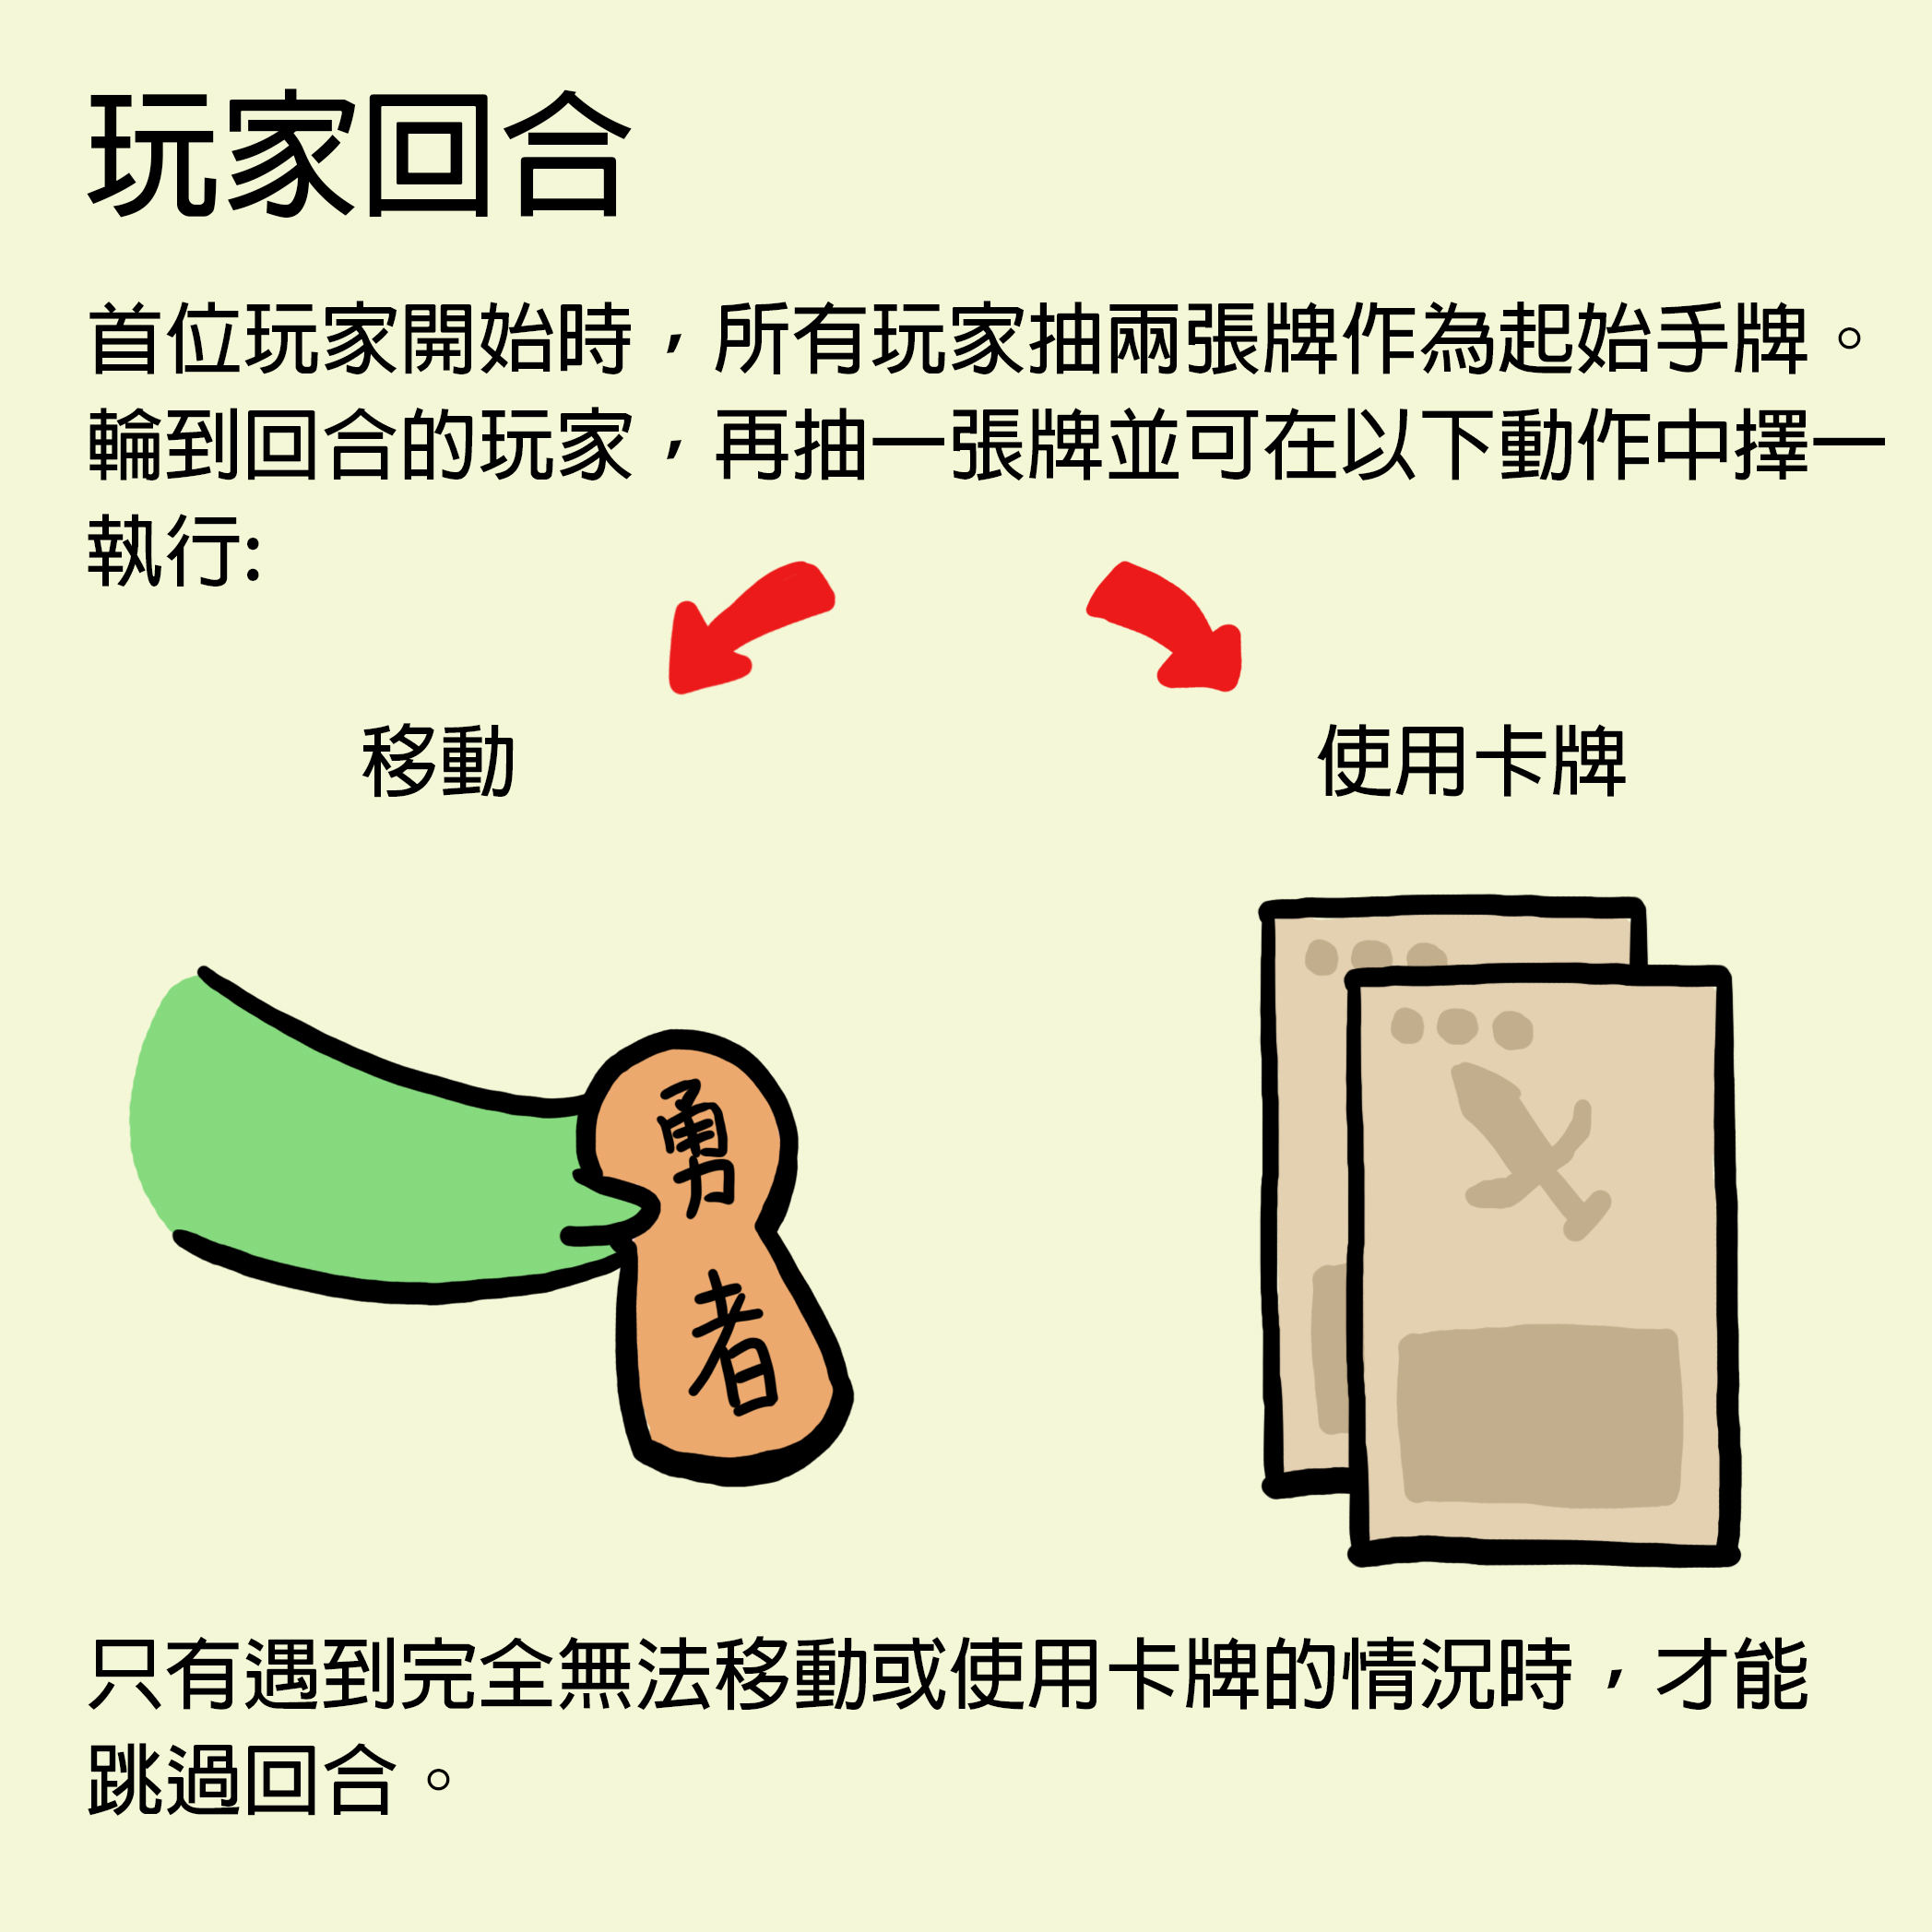 玩家回合
首位玩家開始時，所有玩家抽兩張牌作為起始手牌。
輪到回合的玩家，再抽一張牌並可在以下動作中擇一
執行:
移動
使用卡牌
勇
者
只有遇到完全無法移動或使用卡牌的情況時，才能
跳過回合。